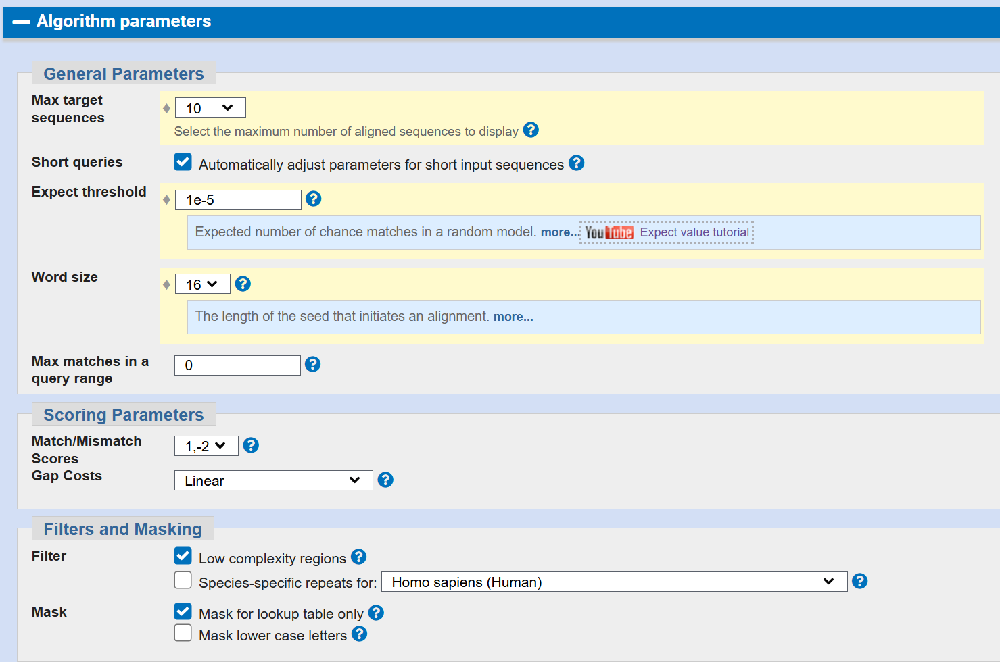 Algorithm parameters
General Parameters
Max target
sequences
10
Select the maximum number of aligned sequences to display ?
Short queries
Automatically adjust parameters for short input sequences ?
Expect threshold
1e-5 ?
Expected number of chance matches in a random model. more... YouTube Expect value tutorial
Word size
16 ?
The length of the seed that initiates an alignment. more...
Max matches in a
query range
0 ?
Scoring Parameters
Match/Mismatch
Scores
1,-2 ?
Gap Costs
Linear ?
Filters and Masking
Filter
Low complexity regions ?
Species-specific repeats for: Homo sapiens (Human) ?
Mask
Mask for lookup table only ?
Mask lower case letters ?